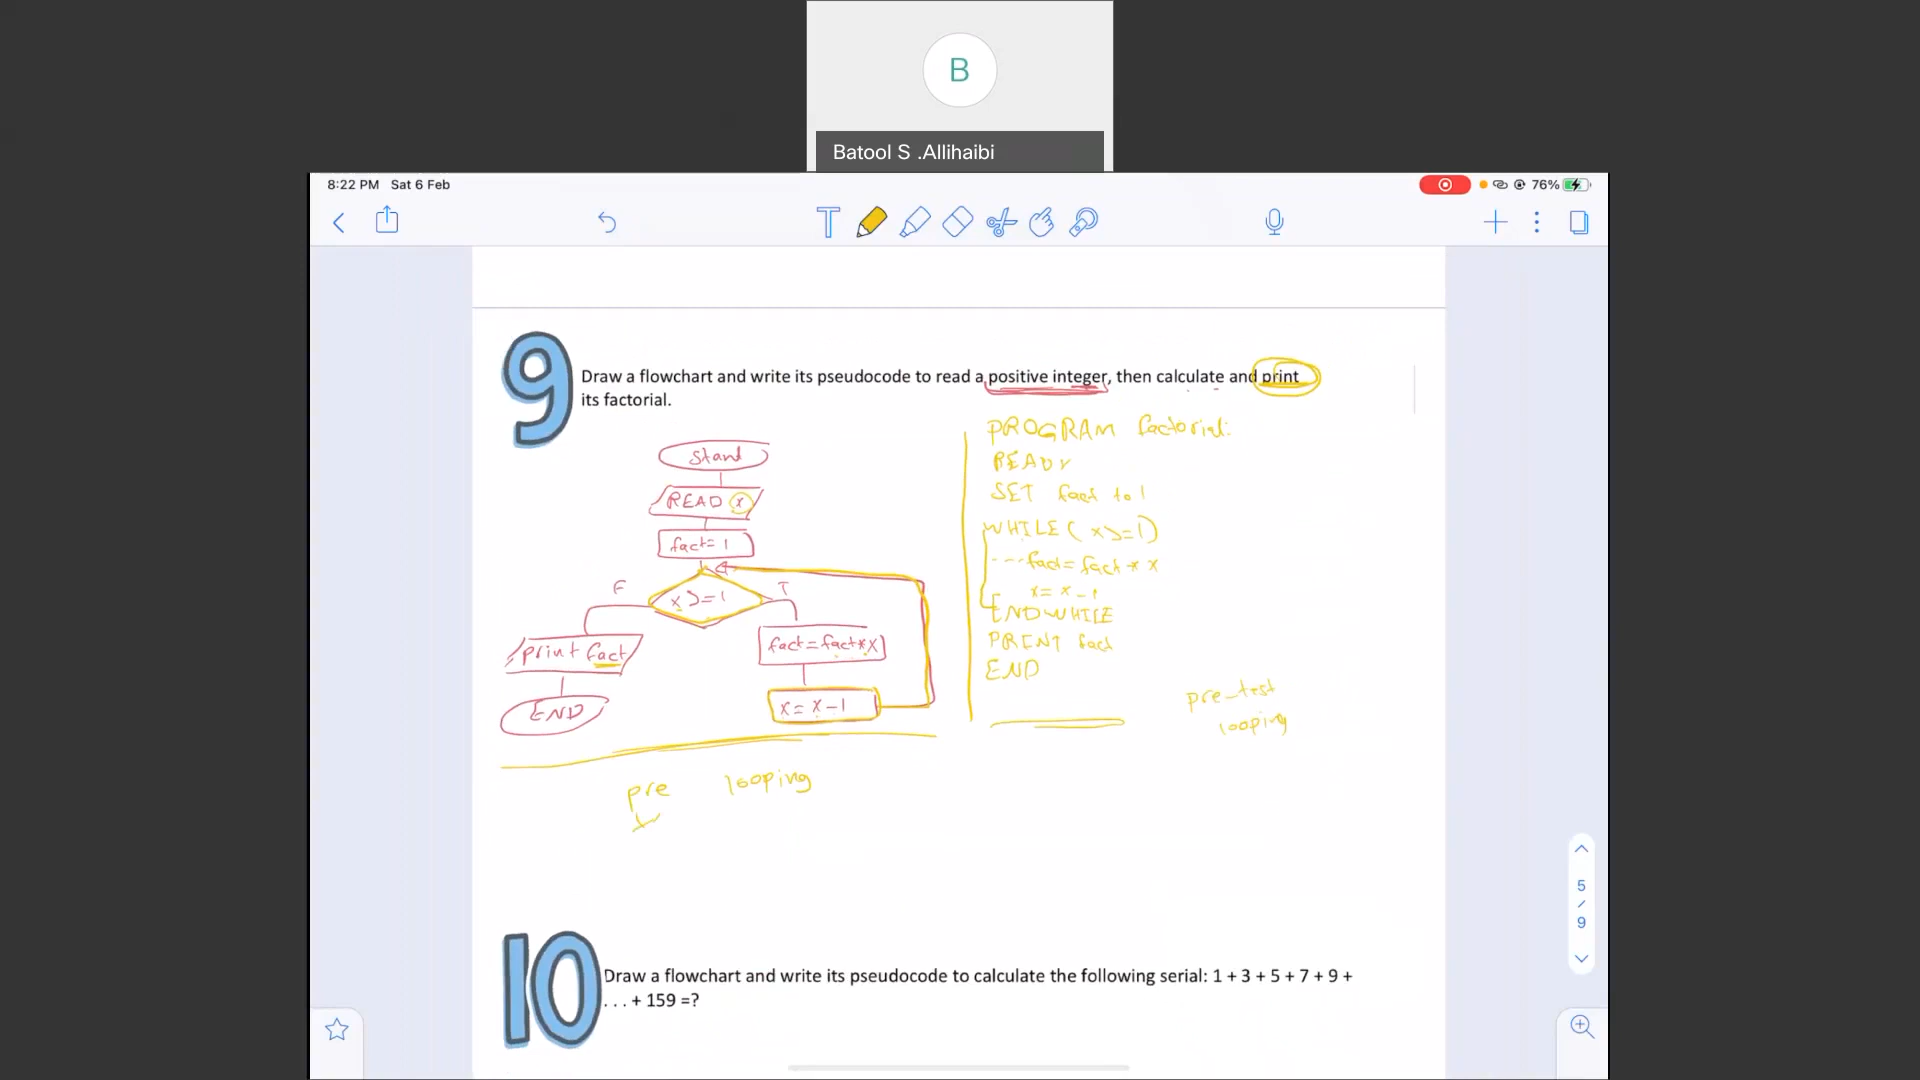 B
Batool S .Allihaibi
8:22 PM Sat 6 Feb
76%
T
9
Draw a flowchart and write its pseudocode to read a positive integer, then calculate and print
its factorial.
PROGRAM factorial:
READ x
SET fact to 1
WHILE ( x >= 1)
fact = fact * x
x = x - 1
ENDWHILE
PRINT fact
END
pre-test
looping
READ x
fact = 1
F
x >= 1
T
print fact
END
fact = fact * x
x = x - 1
pre looping
5
/
9
10
Draw a flowchart and write its pseudocode to calculate the following serial: 1 + 3 + 5 + 7 + 9 +
. . . + 159 =?